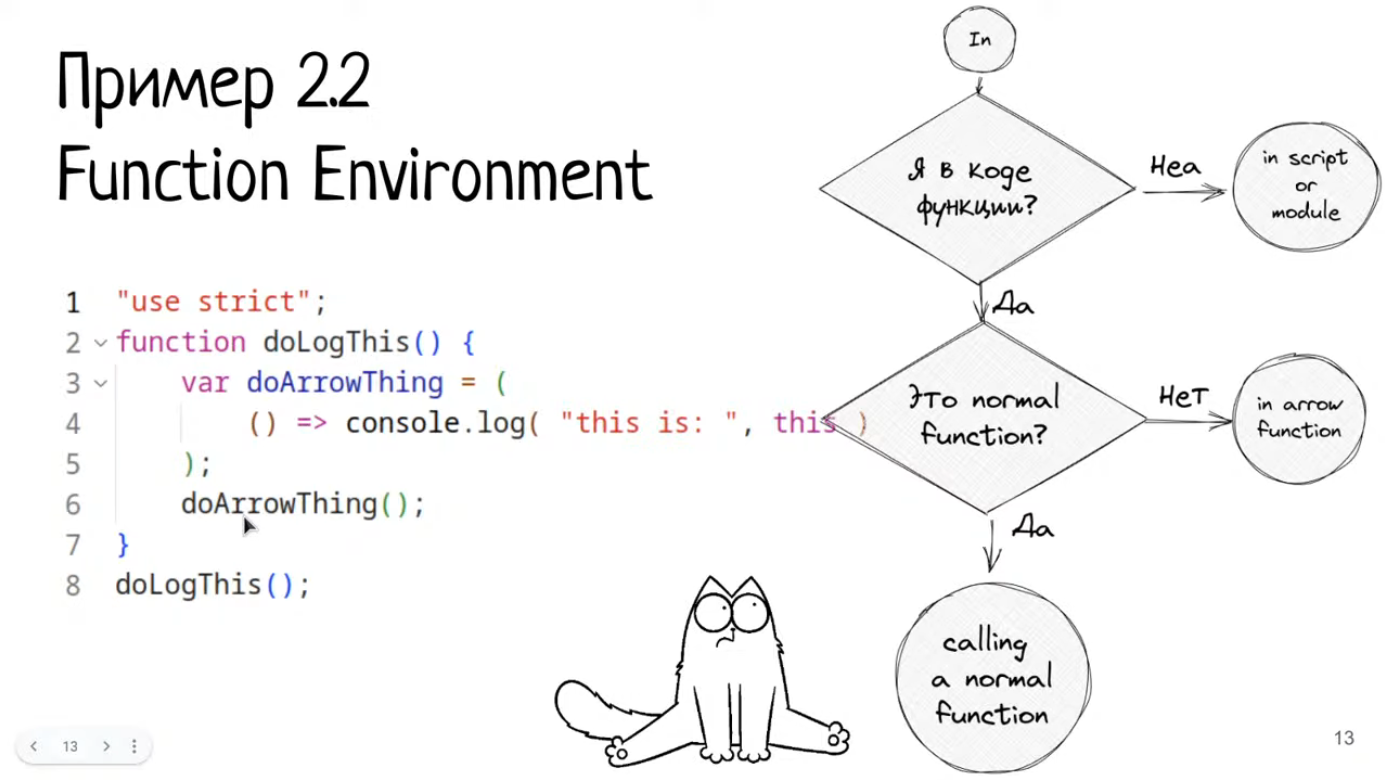 Пример 2.2
Function Environment
1 "use strict";
2 function doLogThis() {
3 var doArrowThing = (
4 () => console.log( "this is: ", this )
5 );
6 doArrowThing();
7 }
8 doLogThis();
In
Я в коде
функции?
Неа
in script
or
module
Да
Это normal
function?
Нет
in arrow
function
Да
calling
a normal
function
13
13